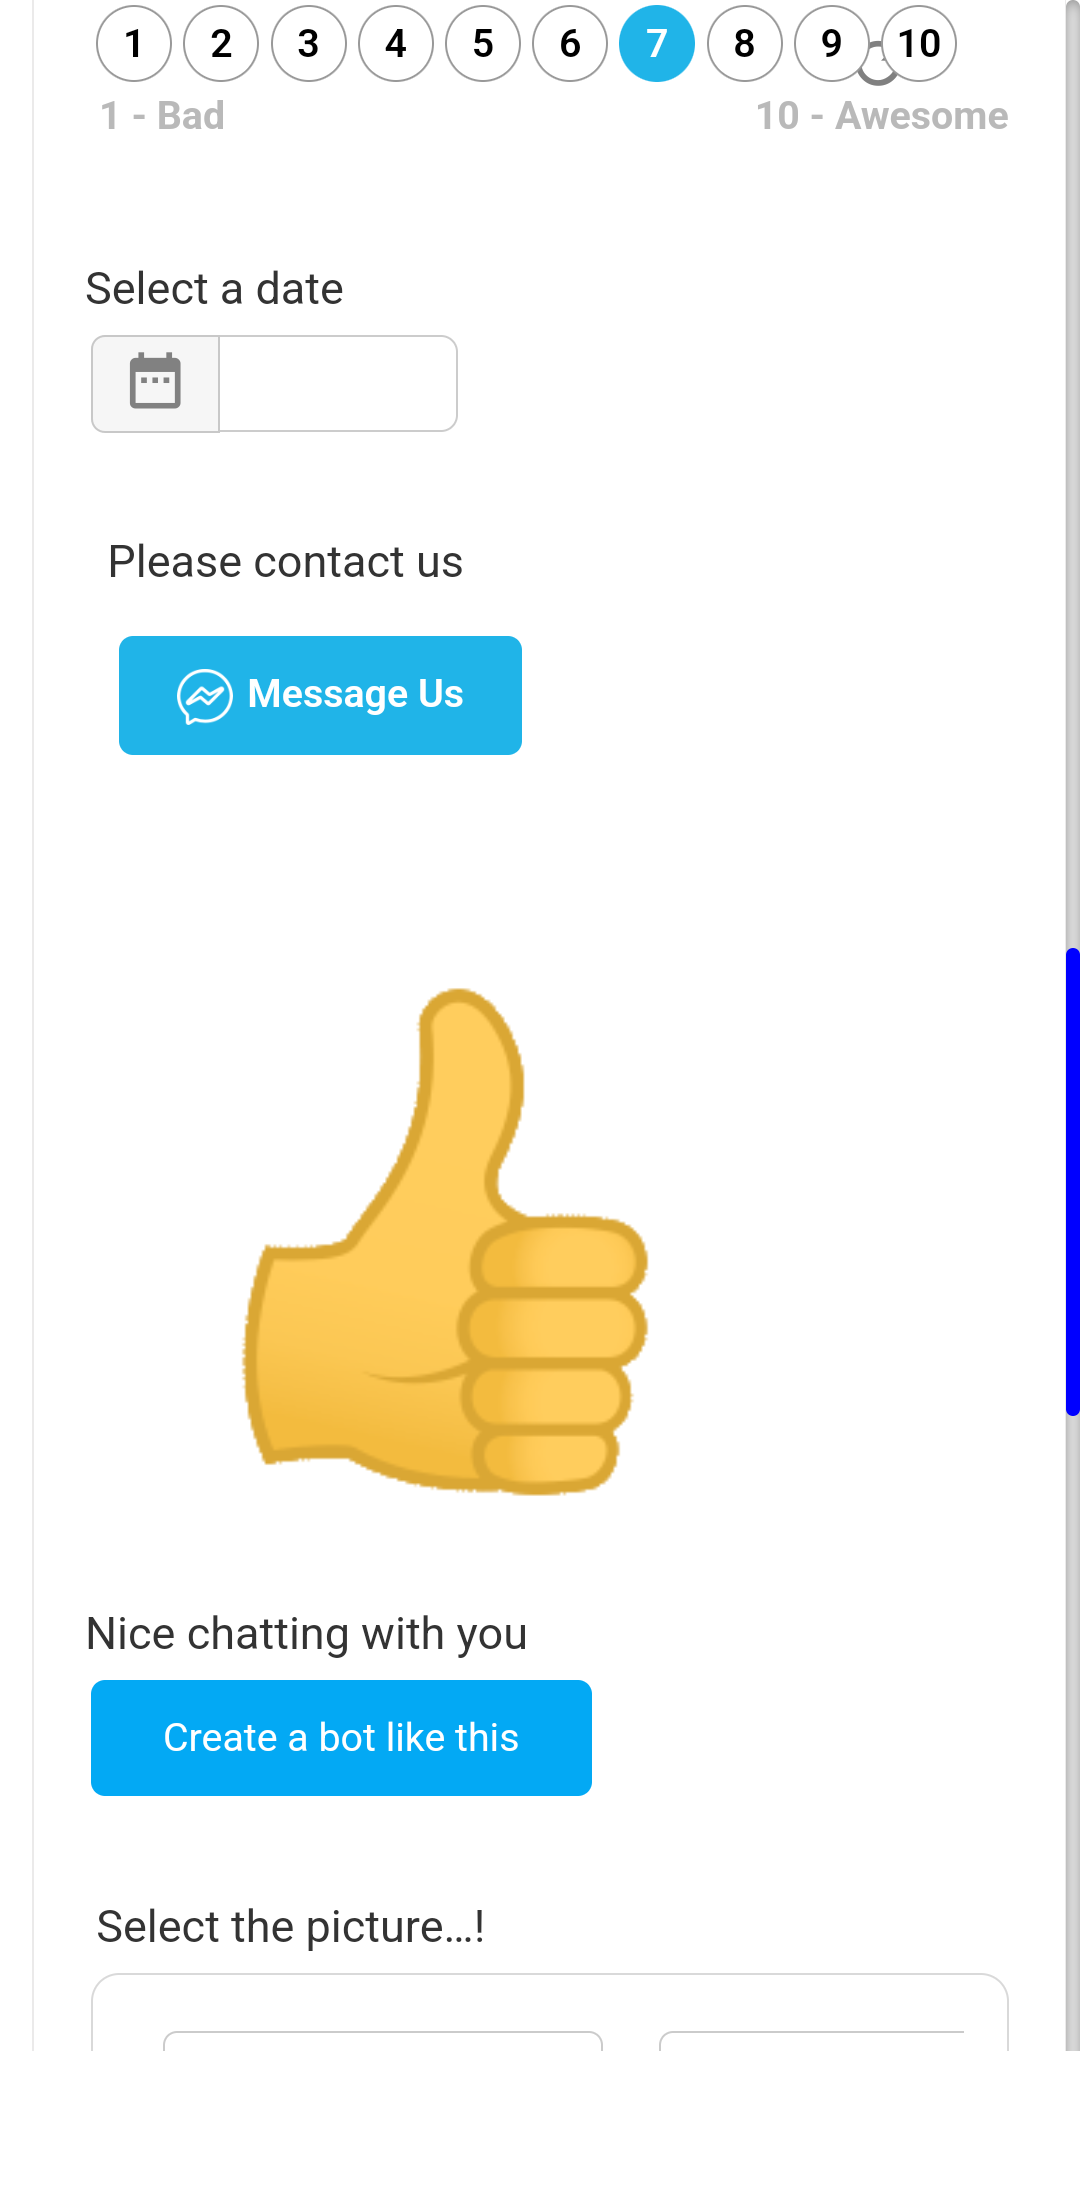 1 2 3 4 5 6 7 8 9 10
1 - Bad 10 - Awesome
Select a date
Please contact us
Message Us
Nice chatting with you
Create a bot like this
Select the picture...!